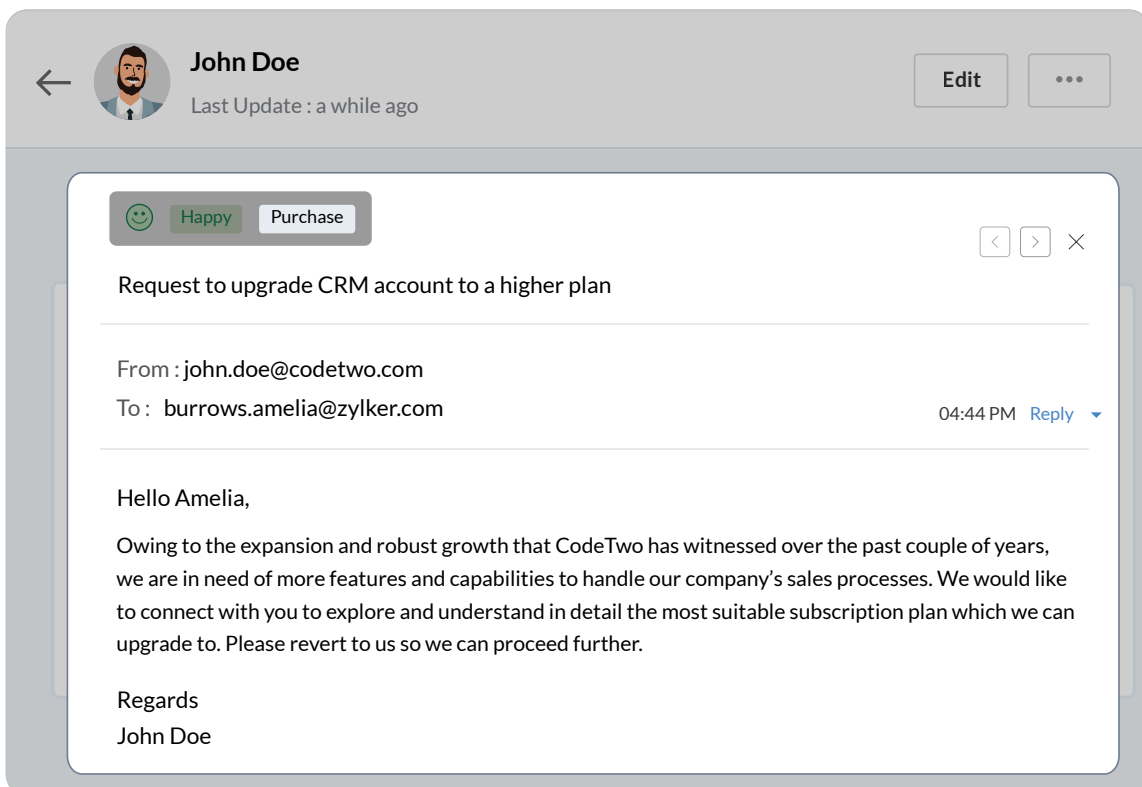 John Doe
Last Update : a while ago
Edit
Happy
Purchase
Request to upgrade CRM account to a higher plan
From : john.doe@codetwo.com
To : burrows.amelia@zylker.com
04:44 PM Reply
Hello Amelia,
Owing to the expansion and robust growth that CodeTwo has witnessed over the past couple of years,
we are in need of more features and capabilities to handle our company’s sales processes. We would like
to connect with you to explore and understand in detail the most suitable subscription plan which we can
upgrade to. Please revert to us so we can proceed further.
Regards
John Doe